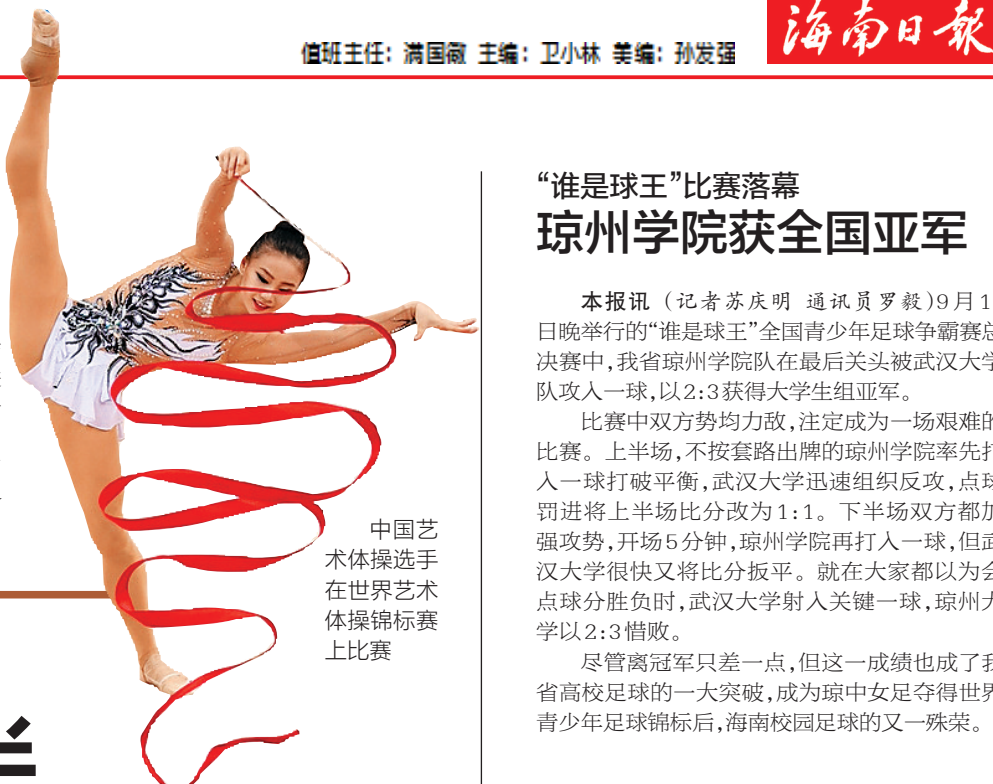 值班主任：满国徽 主编：卫小林 美编：孙发强
海南日報
“谁是球王”比赛落幕
琼州学院获全国亚军
本报讯（记者苏庆明 通讯员罗毅）9月1
日晚举行的“谁是球王”全国青少年足球争霸赛总
决赛中，我省琼州学院队在最后关头被武汉大学
队攻入一球，以2:3获得大学生组亚军。
比赛中双方势均力敌，注定成为一场艰难的
比赛。上半场，不按套路出牌的琼州学院率先打
入一球打破平衡，武汉大学迅速组织反攻，点球
罚进将上半场比分改为1:1。下半场双方都加
强攻势，开场5分钟，琼州学院再打入一球，但武
汉大学很快又将比分扳平。就在大家都以为会
点球分胜负时，武汉大学射入关键一球，琼州大
学以2:3惜败。
尽管离冠军只差一点，但这一成绩也成了我
省高校足球的一大突破，成为琼中女足夺得世界
青少年足球锦标后，海南校园足球的又一殊荣。
中国艺
术体操选手
在世界艺术
体操锦标赛
上比赛